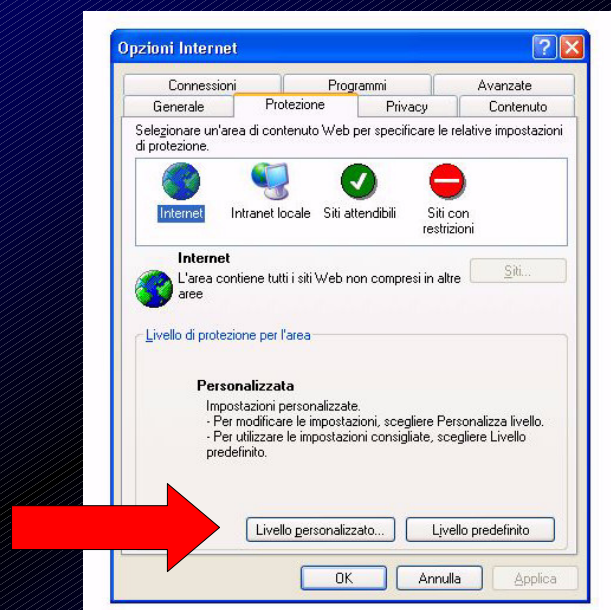 Opzioni Internet
Connessioni Programmi Avanzate
Generale Protezione Privacy Contenuto
Selezionare un'area di contenuto Web per specificare le relative impostazioni
di protezione.
Internet Intranet locale Siti attendibili Siti con
restrizioni
Internet
L'area contiene tutti i siti Web non compresi in altre
aree
Siti...
Livello di protezione per l'area
Personalizzata
Impostazioni personalizzate.
- Per modificare le impostazioni, scegliere Personalizza livello.
- Per utilizzare le impostazioni consigliate, scegliere Livello
predefinito.
Livello personalizzato... Livello predefinito
OK Annulla Applica